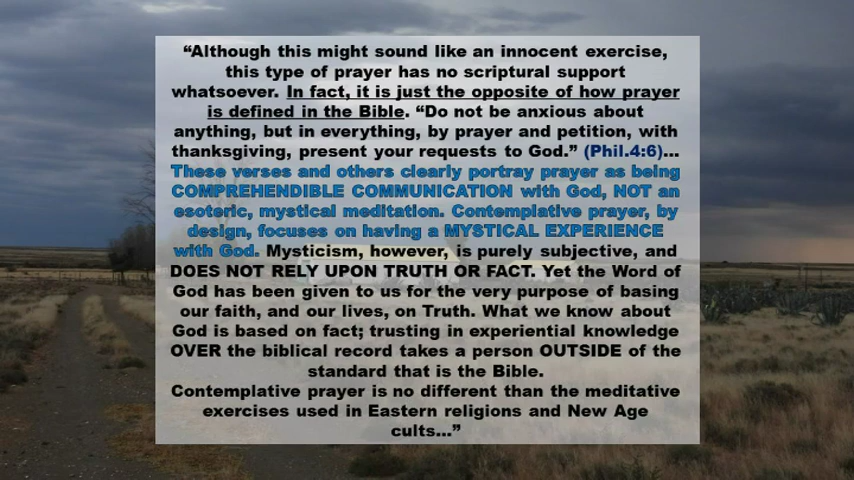 “Although this might sound like an innocent exercise,
this type of prayer has no scriptural support
whatsoever. In fact, it is just the opposite of how prayer
is defined in the Bible. “Do not be anxious about
anything, but in everything, by prayer and petition, with
thanksgiving, present your requests to God.” (Phil.4:6)...
These verses and others clearly portray prayer as being
COMPREHENDIBLE COMMUNICATION with God, NOT an
esoteric, mystical meditation. Contemplative prayer, by
design, focuses on having a MYSTICAL EXPERIENCE
with God. Mysticism, however, is purely subjective, and
DOES NOT RELY UPON TRUTH OR FACT. Yet the Word of
God has been given to us for the very purpose of basing
our faith, and our lives, on Truth. What we know about
God is based on fact; trusting in experiential knowledge
OVER the biblical record takes a person OUTSIDE of the
standard that is the Bible.
Contemplative prayer is no different than the meditative
exercises used in Eastern religions and New Age
cults...”